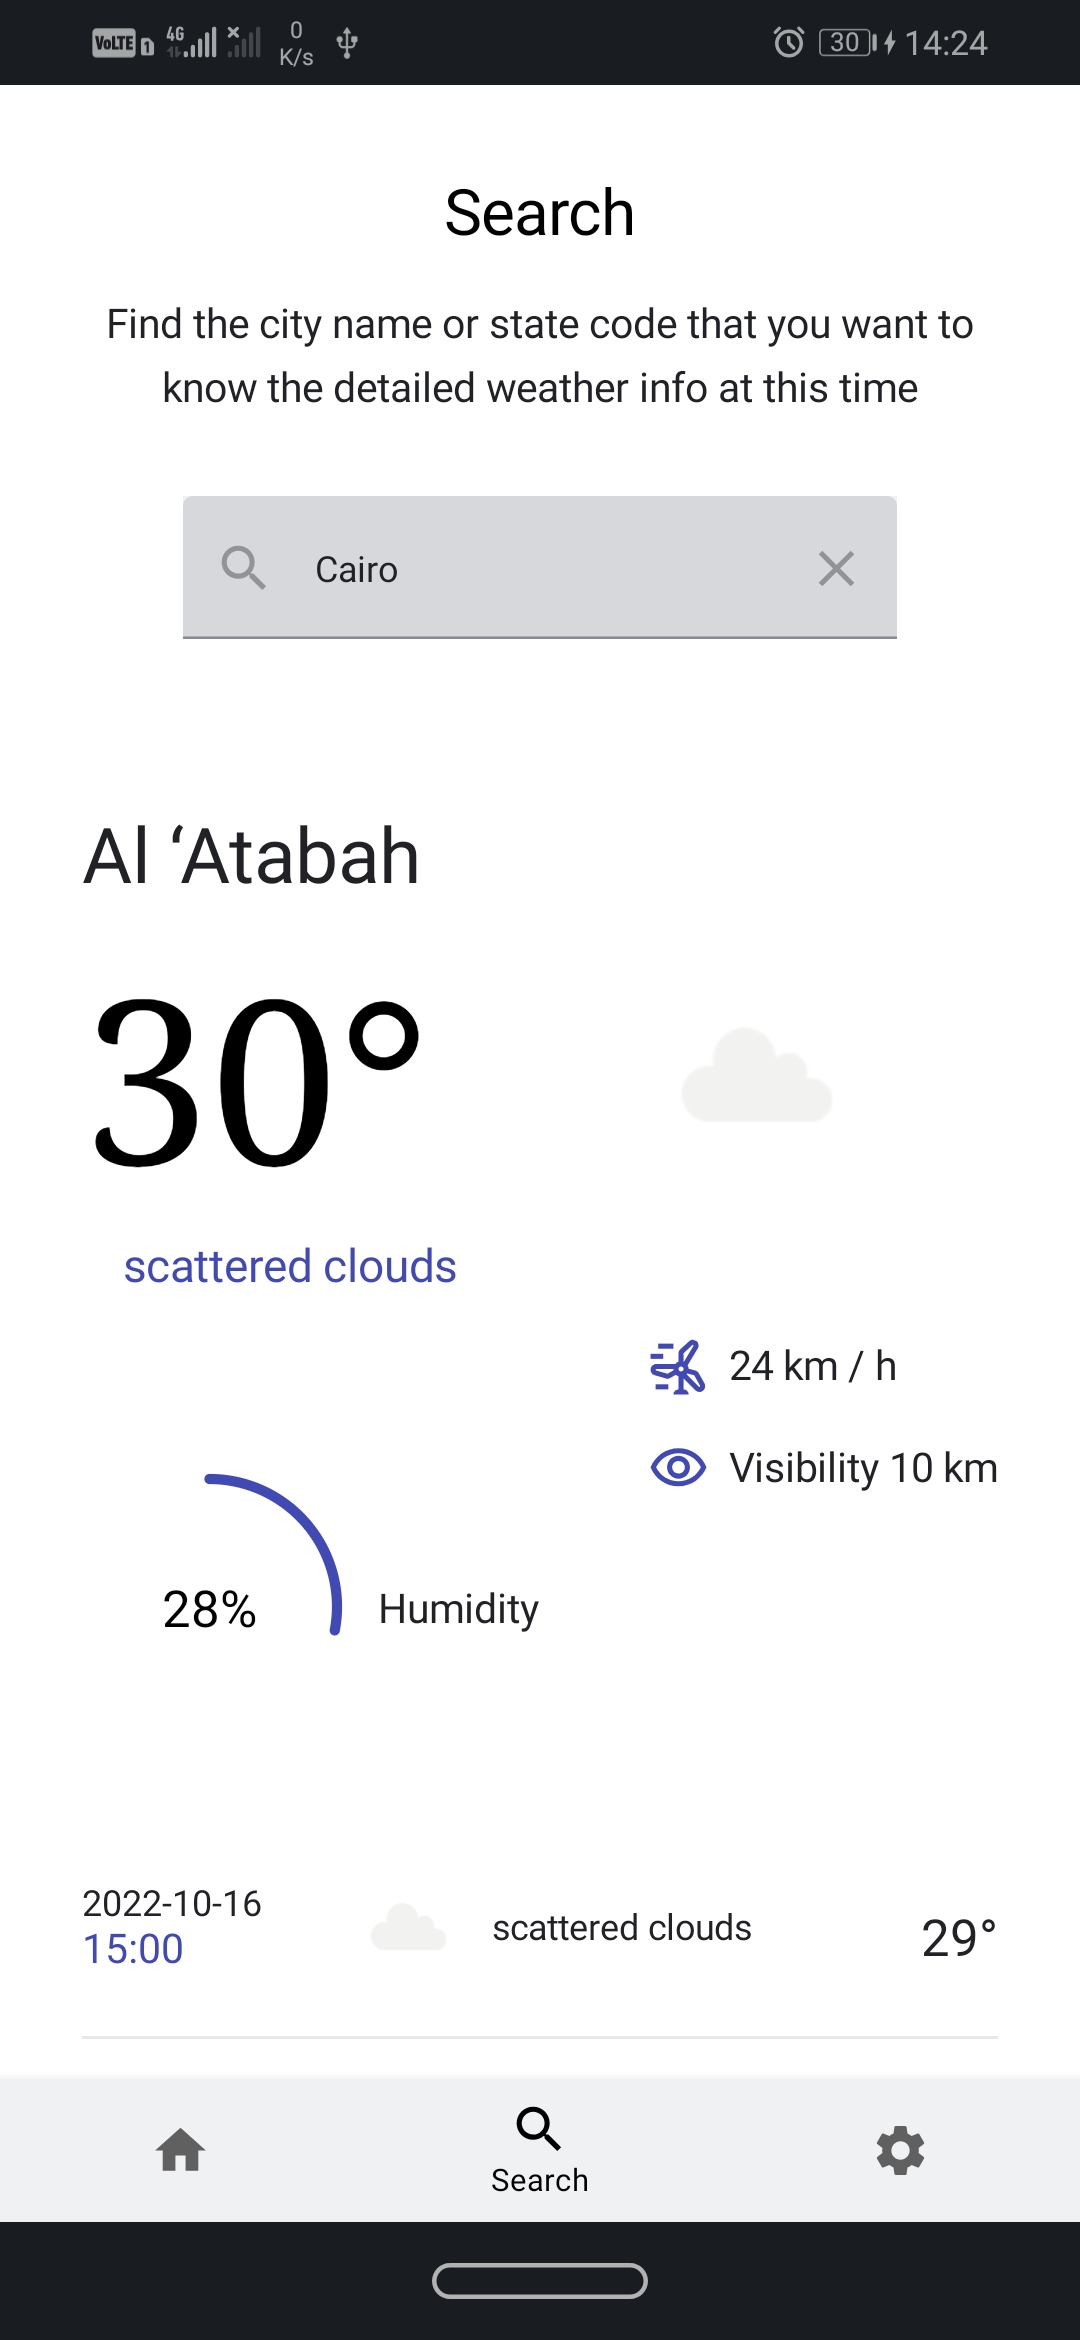 VoLTE 1 4G 0 K/s 30 14:24
Search
Find the city name or state code that you want to
know the detailed weather info at this time
Cairo
Al ‘Atabah
30°
scattered clouds
24 km / h
Visibility 10 km
28% Humidity
2022-10-16
15:00
scattered clouds
29°
Search